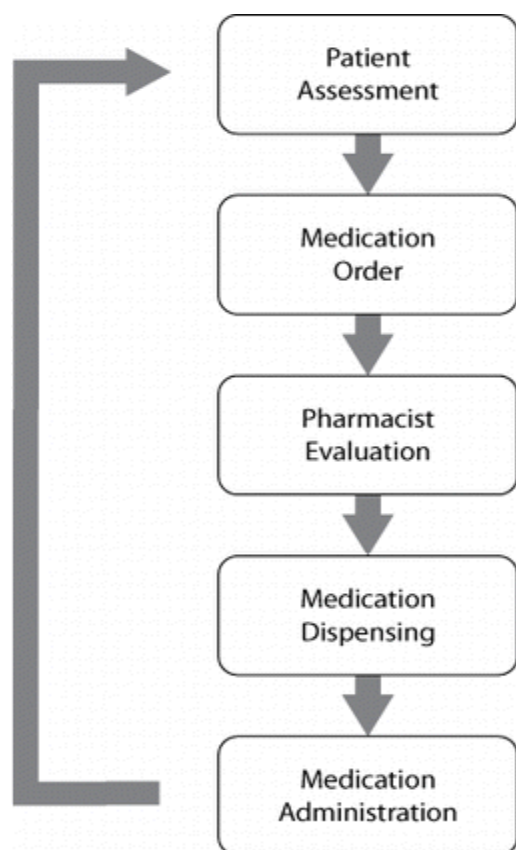 Patient
Assessment
Medication
Order
Pharmacist
Evaluation
Medication
Dispensing
Medication
Administration